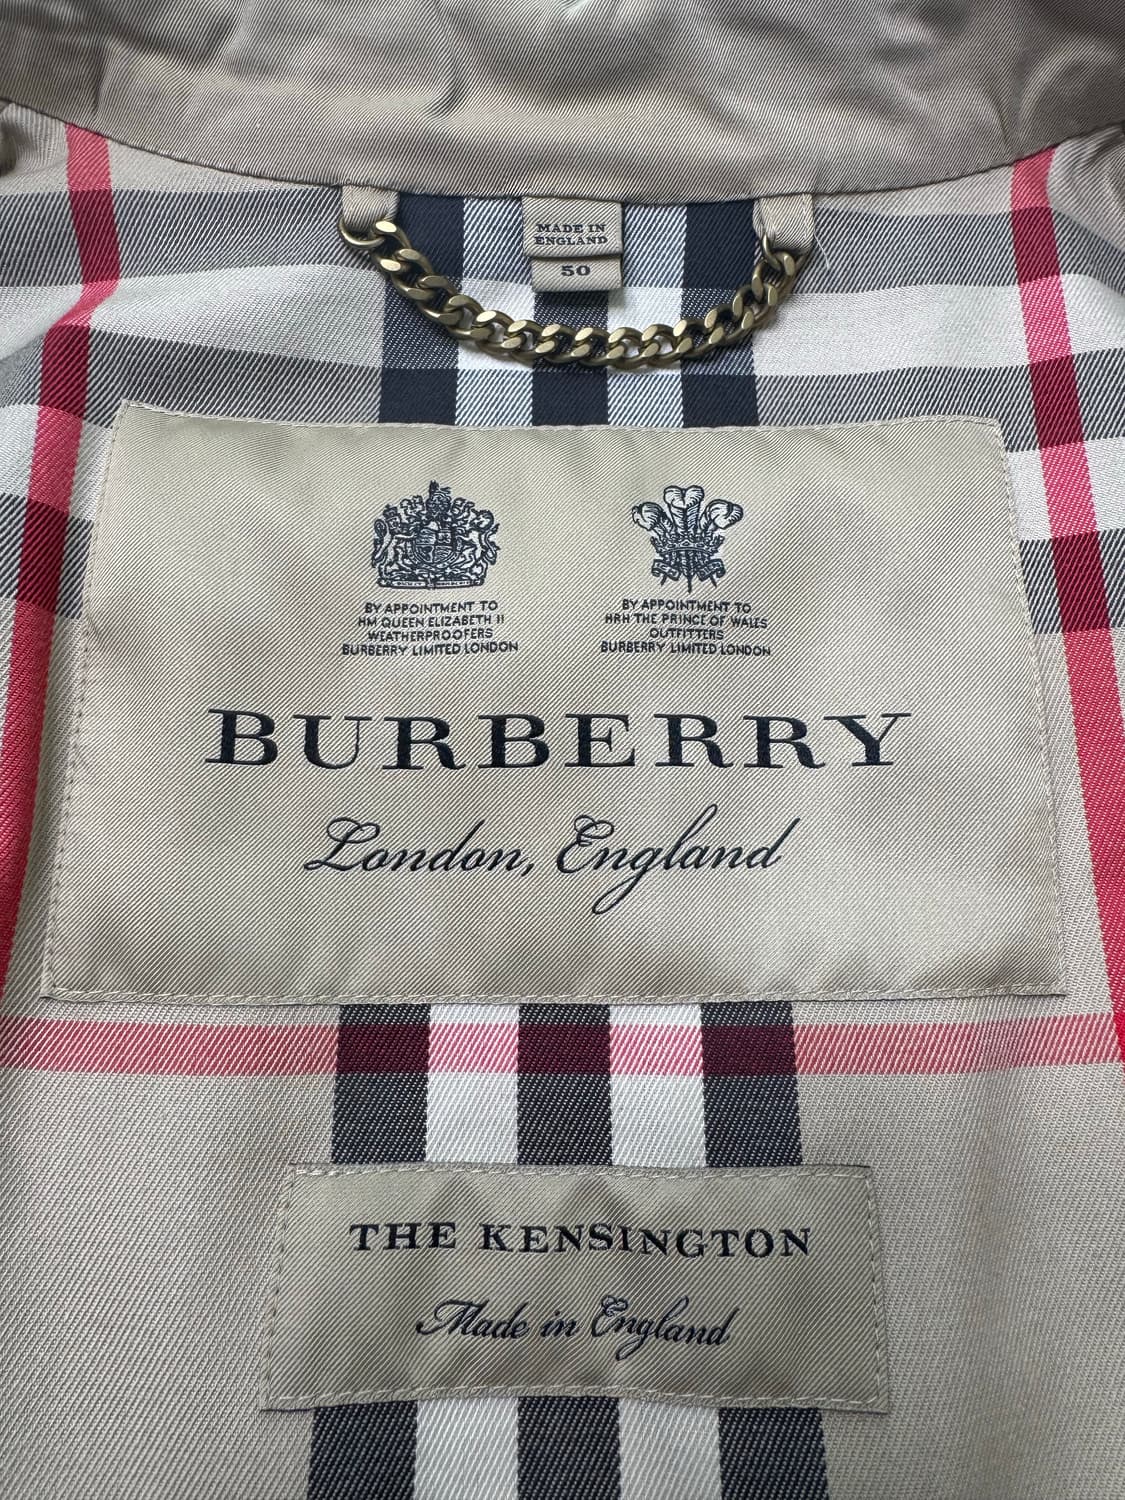 MADE IN
ENGLAND
50
BY APPOINTMENT TO
HM QUEEN ELIZABETH II
WEATHERPROOFERS
BURBERRY LIMITED LONDON
BY APPOINTMENT TO
HRH THE PRINCE OF WALES
OUTFITTERS
BURBERRY LIMITED LONDON
BURBERRY
London, England
THE KENSINGTON
Made in England